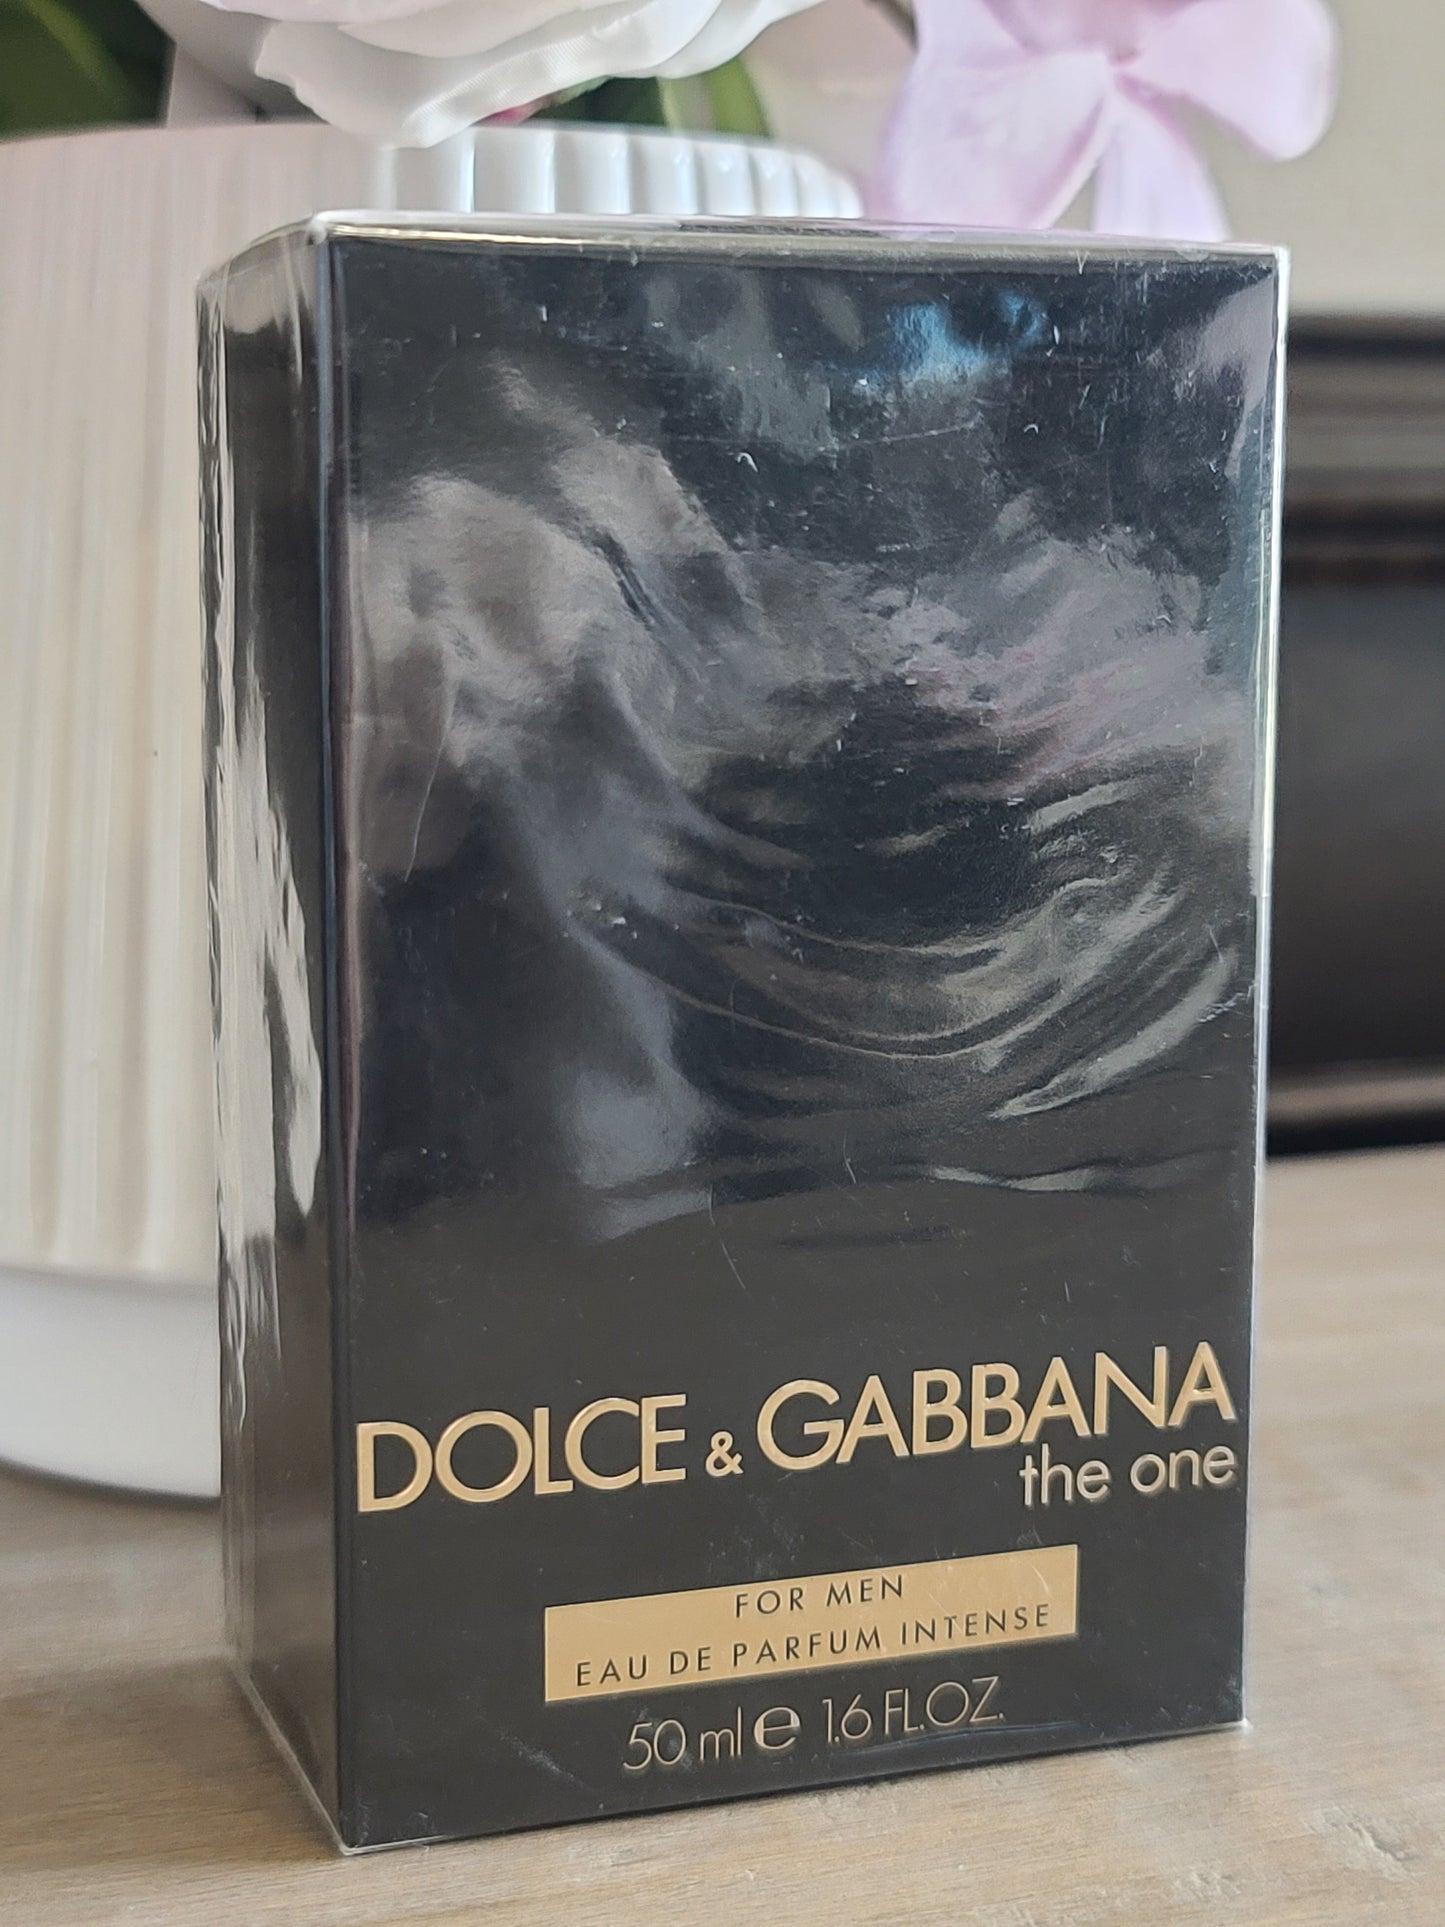 DOLCE & GABBANA
the one
FOR MEN
EAU DE PARFUM INTENSE
50 ml ℮ 1.6 FL.OZ.